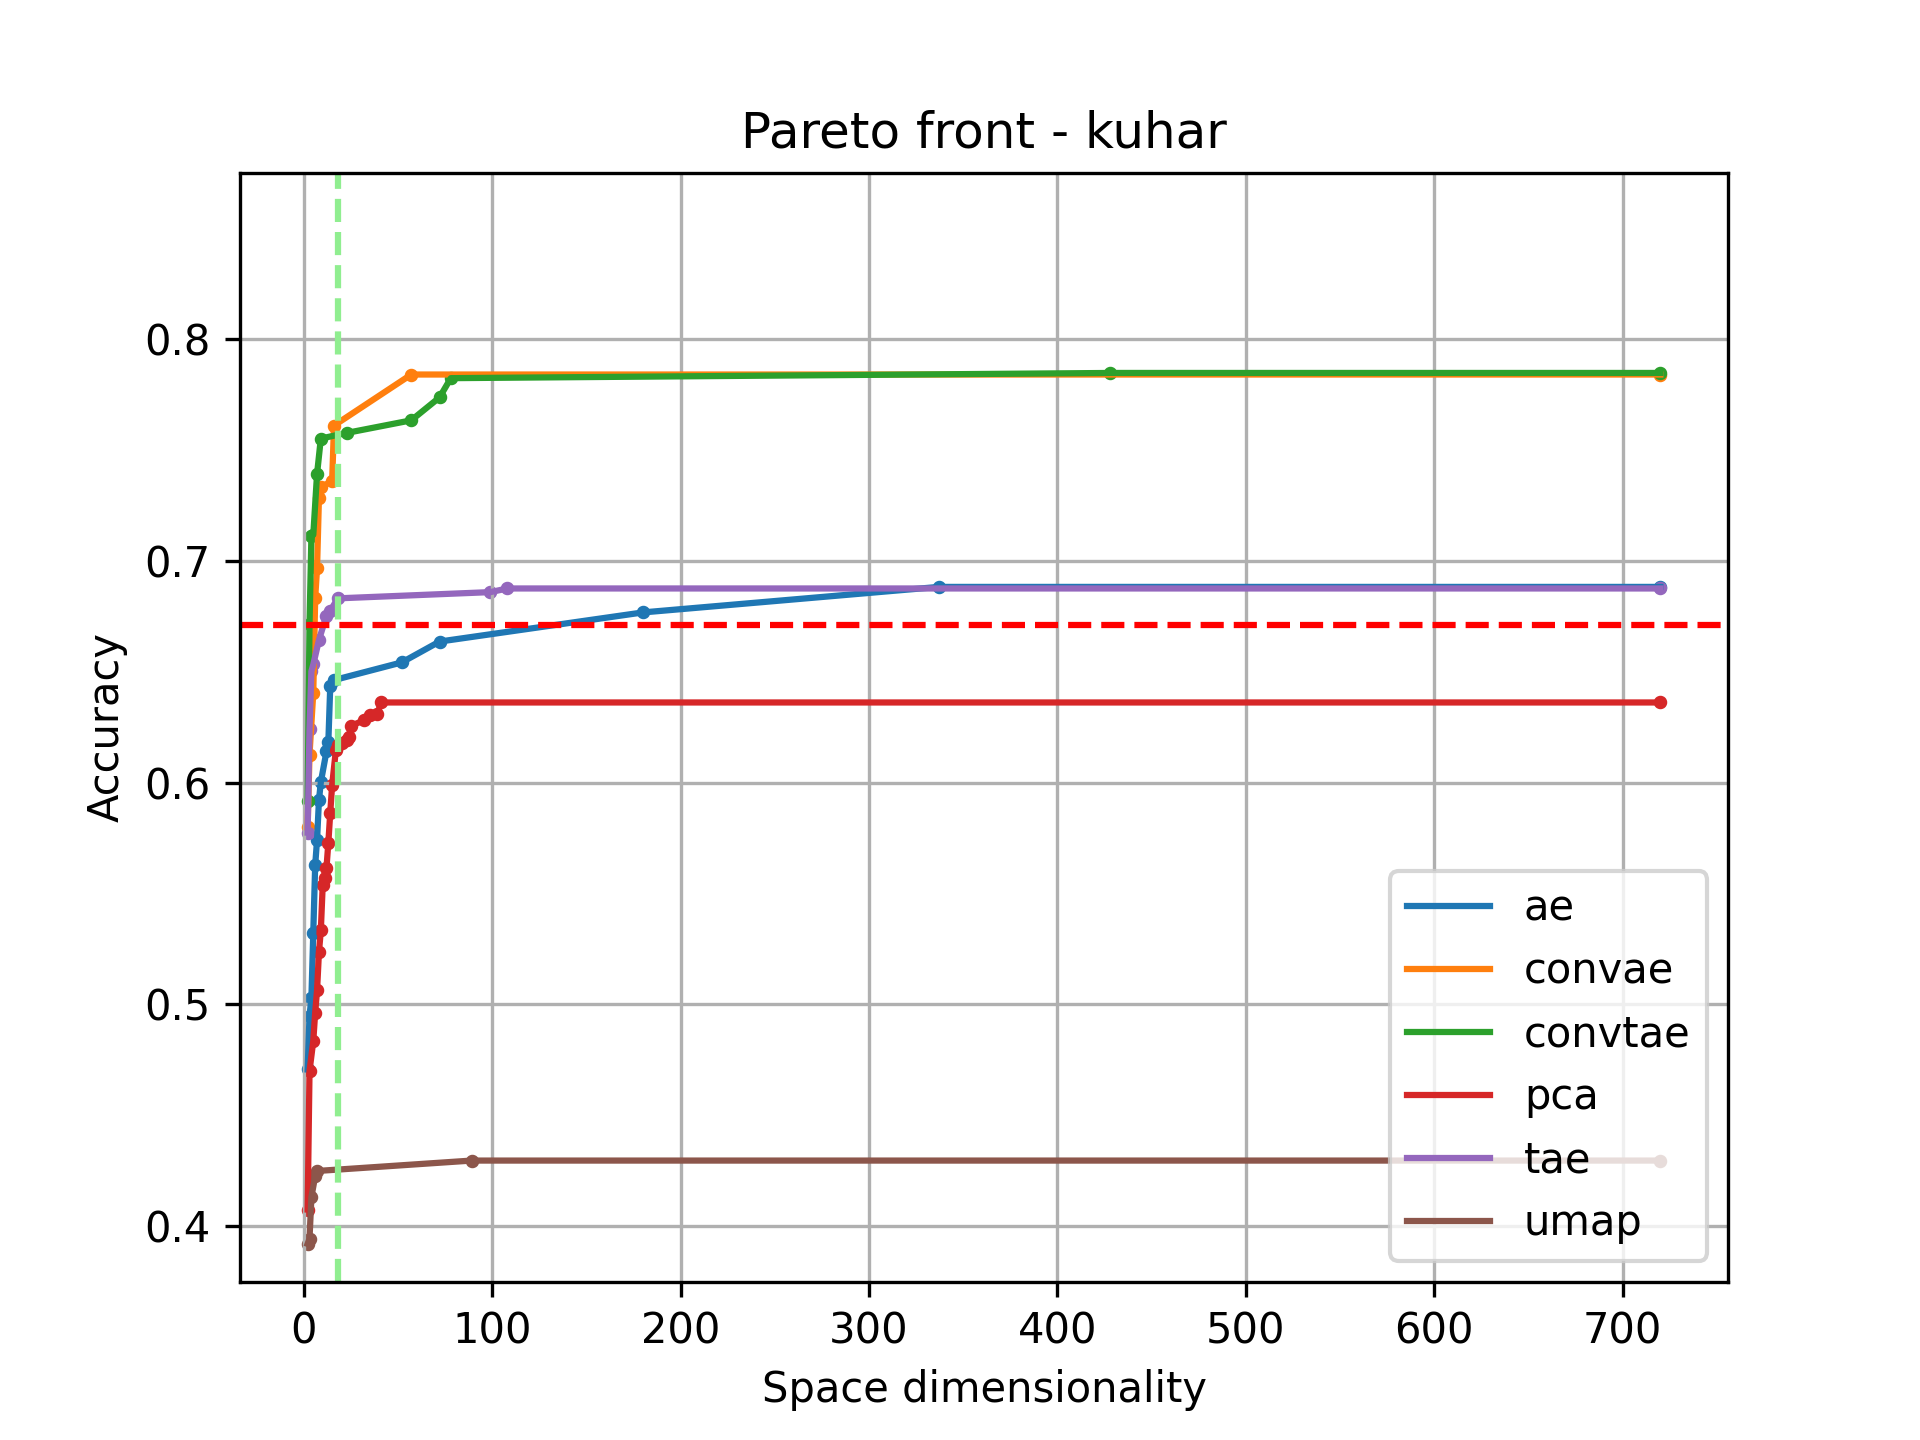 Pareto front - kuhar
Accuracy
0.8
0.7
0.6
0.5
0.4
0 100 200 300 400 500 600 700
Space dimensionality
ae
convae
convtae
pca
tae
umap